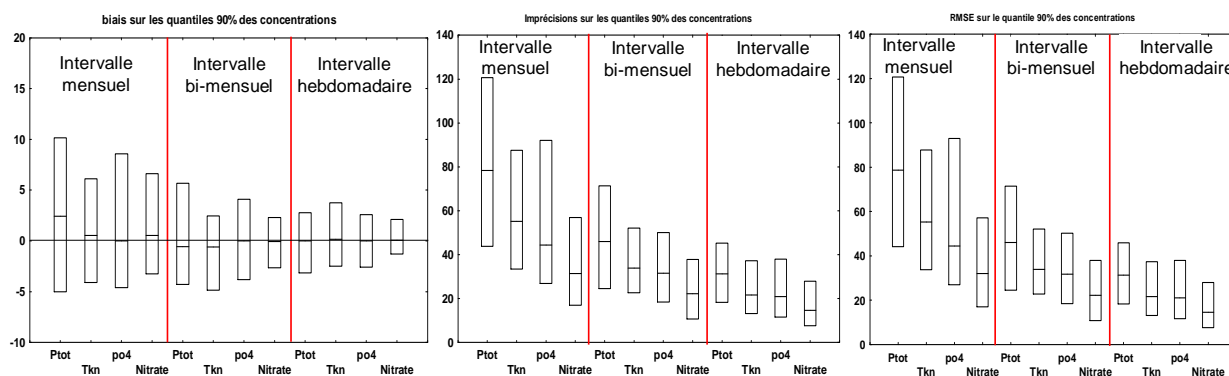 biais sur les quantiles 90% des concentrations
20
15
10
5
0
-5
-10
Intervalle
mensuel
Intervalle
bi-mensuel
Intervalle
hebdomadaire
Ptot po4 Ptot po4 Ptot po4
Tkn Nitrate Tkn Nitrate Tkn Nitrate
Imprécisions sur les quantiles 90% des concentrations
140
120
100
80
60
40
20
0
Intervalle
mensuel
Intervalle
bi-mensuel
Intervalle
hebdomadaire
Ptot po4 Ptot po4 Ptot po4
Tkn Nitrate Tkn Nitrate Tkn Nitrate
RMSE sur le quantile 90% des concentrations
140
120
100
80
60
40
20
0
Intervalle
mensuel
Intervalle
bi-mensuel
Intervalle
hebdomadaire
Ptot po4 Ptot po4 Ptot po4
Tkn Nitrate Tkn Nitrate Tkn Nitrate